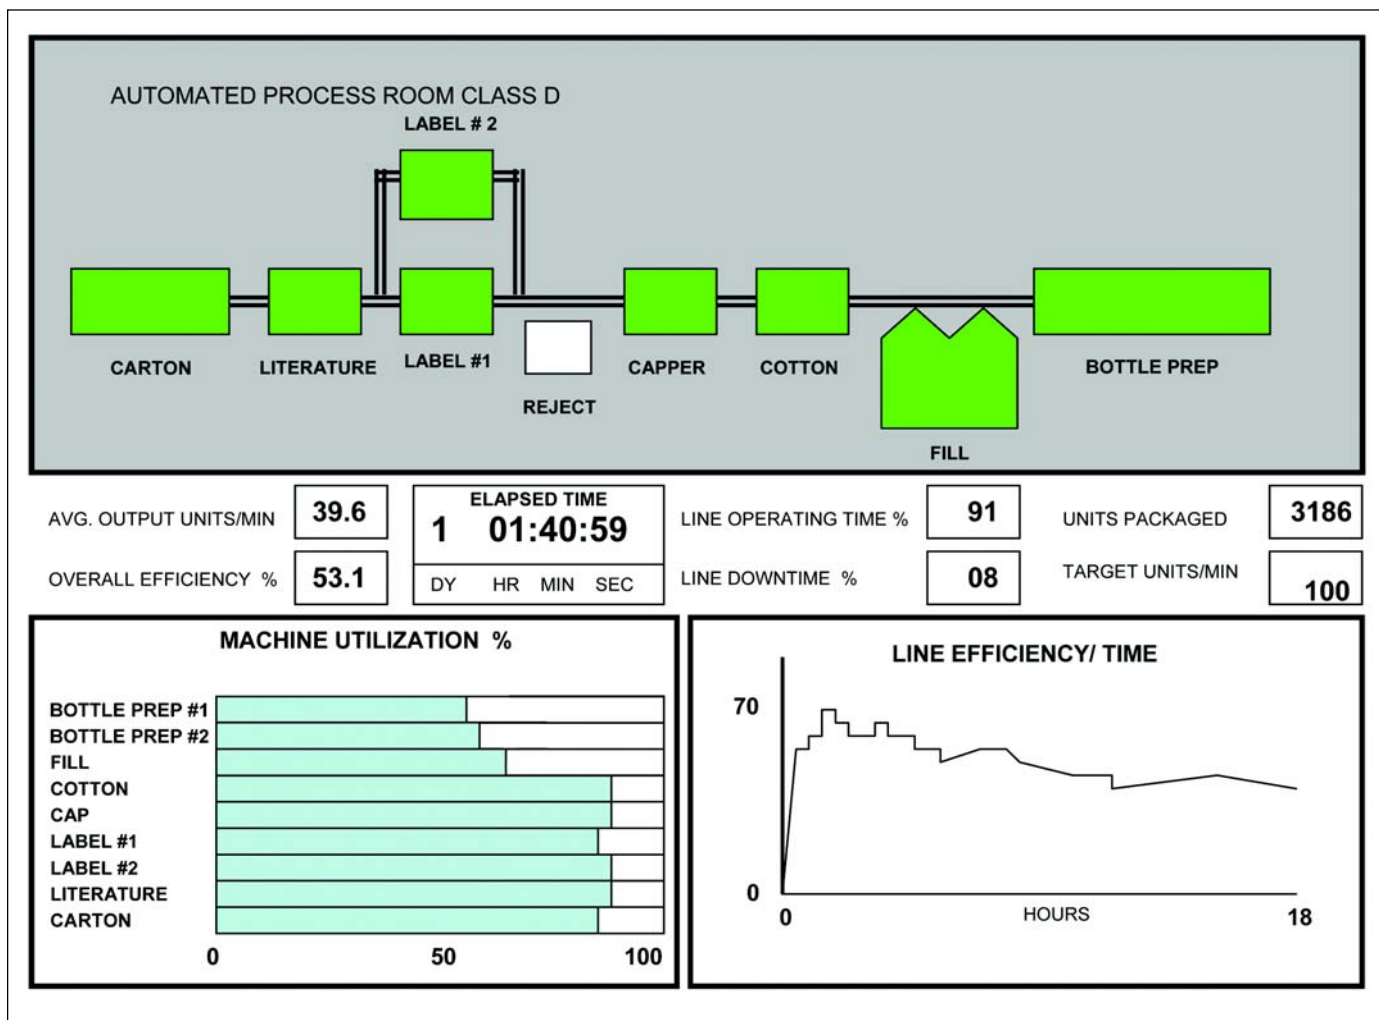 AUTOMATED PROCESS ROOM CLASS D
LABEL # 2
CARTON
LITERATURE
LABEL #1
REJECT
CAPPER
COTTON
FILL
BOTTLE PREP
AVG. OUTPUT UNITS/MIN 39.6
OVERALL EFFICIENCY % 53.1
ELAPSED TIME
1 01:40:59
DY HR MIN SEC
LINE OPERATING TIME % 91
LINE DOWNTIME % 08
UNITS PACKAGED 3186
TARGET UNITS/MIN 100
MACHINE UTILIZATION %
BOTTLE PREP #1
BOTTLE PREP #2
FILL
COTTON
CAP
LABEL #1
LABEL #2
LITERATURE
CARTON
0 50 100
LINE EFFICIENCY/ TIME
70
0
0 HOURS 18